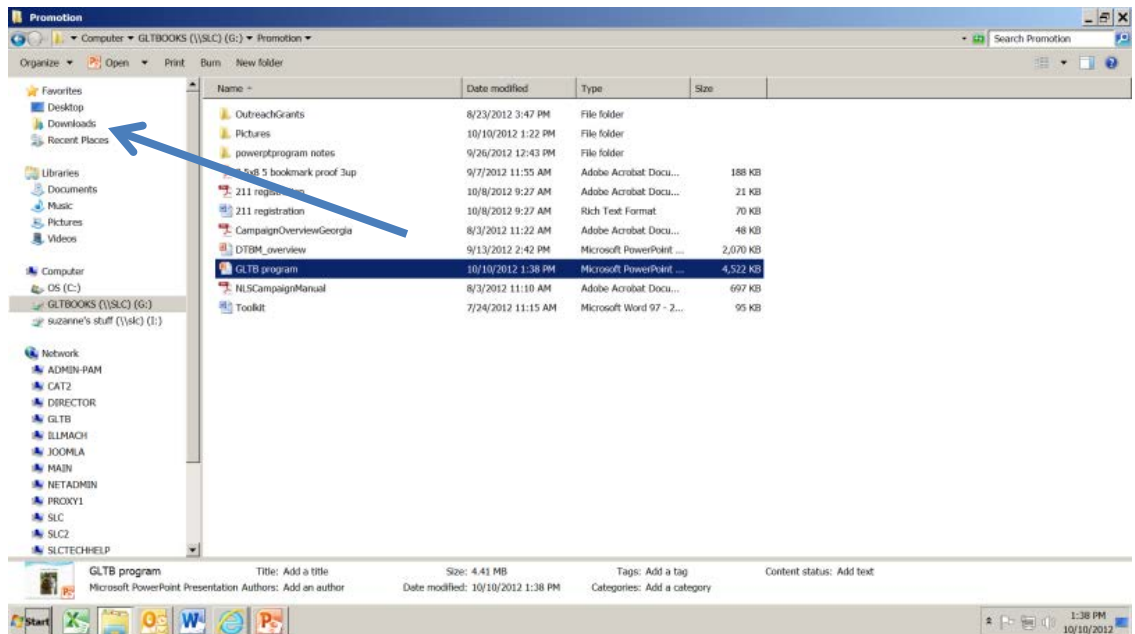 Promotion
Computer GLTBOOKS (\\SLC) (G:) Promotion
Search Promotion
Organize Open Print Burn New folder
Name Date modified Type Size
Favorites
Desktop
Downloads
Recent Places
Libraries
Documents
Music
Pictures
Videos
Computer
OS (C:)
GLTBOOKS (\\SLC) (G:)
suzanne's stuff (\\slc) (I:)
Network
ADMIN-PAM
CAT2
DIRECTOR
GLTB
ILLMACH
JOOMLA
MAIN
NETADMIN
PROXY1
SLC
SLC2
SLCTECHHELP
OutreachGrants 8/23/2012 3:47 PM File folder
Pictures 10/10/2012 1:22 PM File folder
powerptprogram notes 9/26/2012 12:43 PM File folder
5 bookmark proof 3up 9/7/2012 11:55 AM Adobe Acrobat Docu... 188 KB
211 10/8/2012 9:27 AM Adobe Acrobat Docu... 21 KB
211 registration 10/8/2012 9:27 AM Rich Text Format 70 KB
CampaignOverviewGeorgia 8/3/2012 11:22 AM Adobe Acrobat Docu... 48 KB
DTBM_overview 9/13/2012 2:42 PM Microsoft PowerPoint ... 2,070 KB
GLTB program 10/10/2012 1:38 PM Microsoft PowerPoint ... 4,522 KB
NLSCampaignManual 8/3/2012 11:10 AM Adobe Acrobat Docu... 697 KB
Toolkit 7/24/2012 11:15 AM Microsoft Word 97 - 2... 95 KB
GLTB program Title: Add a title Size: 4.41 MB Tags: Add a tag Content status: Add text
Microsoft PowerPoint Presentation Authors: Add an author Date modified: 10/10/2012 1:38 PM Categories: Add a category
Start
1:38 PM
10/10/2012